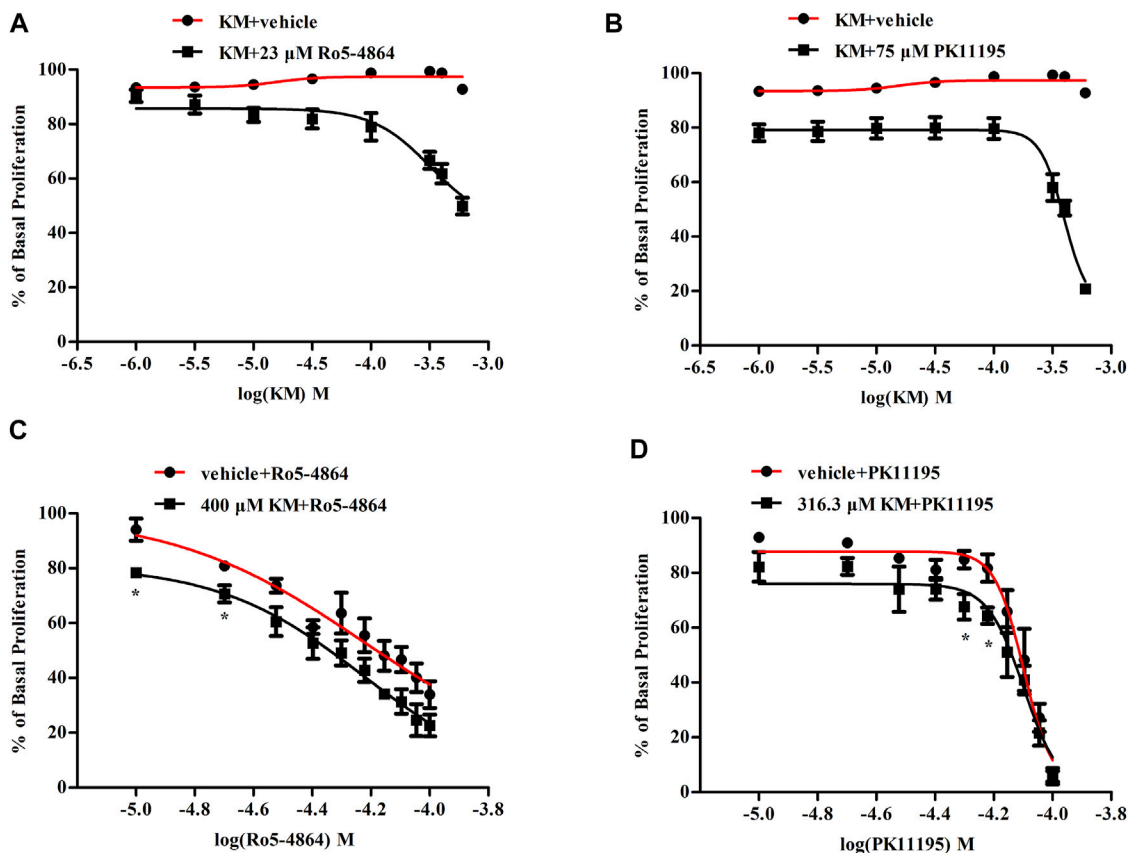 A
KM+vehicle
KM+23 μM Ro5-4864
% of Basal Proliferation
100
80
60
40
20
0
-6.5 -6.0 -5.5 -5.0 -4.5 -4.0 -3.5 -3.0
log(KM) M
B
KM+vehicle
KM+75 μM PK11195
% of Basal Proliferation
100
80
60
40
20
0
-6.5 -6.0 -5.5 -5.0 -4.5 -4.0 -3.5 -3.0
log(KM) M
C
vehicle+Ro5-4864
400 μM KM+Ro5-4864
% of Basal Proliferation
100
80
60
40
20
0
* *
-5.0 -4.8 -4.6 -4.4 -4.2 -4.0 -3.8
log(Ro5-4864) M
D
vehicle+PK11195
316.3 μM KM+PK11195
% of Basal Proliferation
100
80
60
40
20
0
* *
-5.0 -4.8 -4.6 -4.4 -4.2 -4.0 -3.8
log(PK11195) M